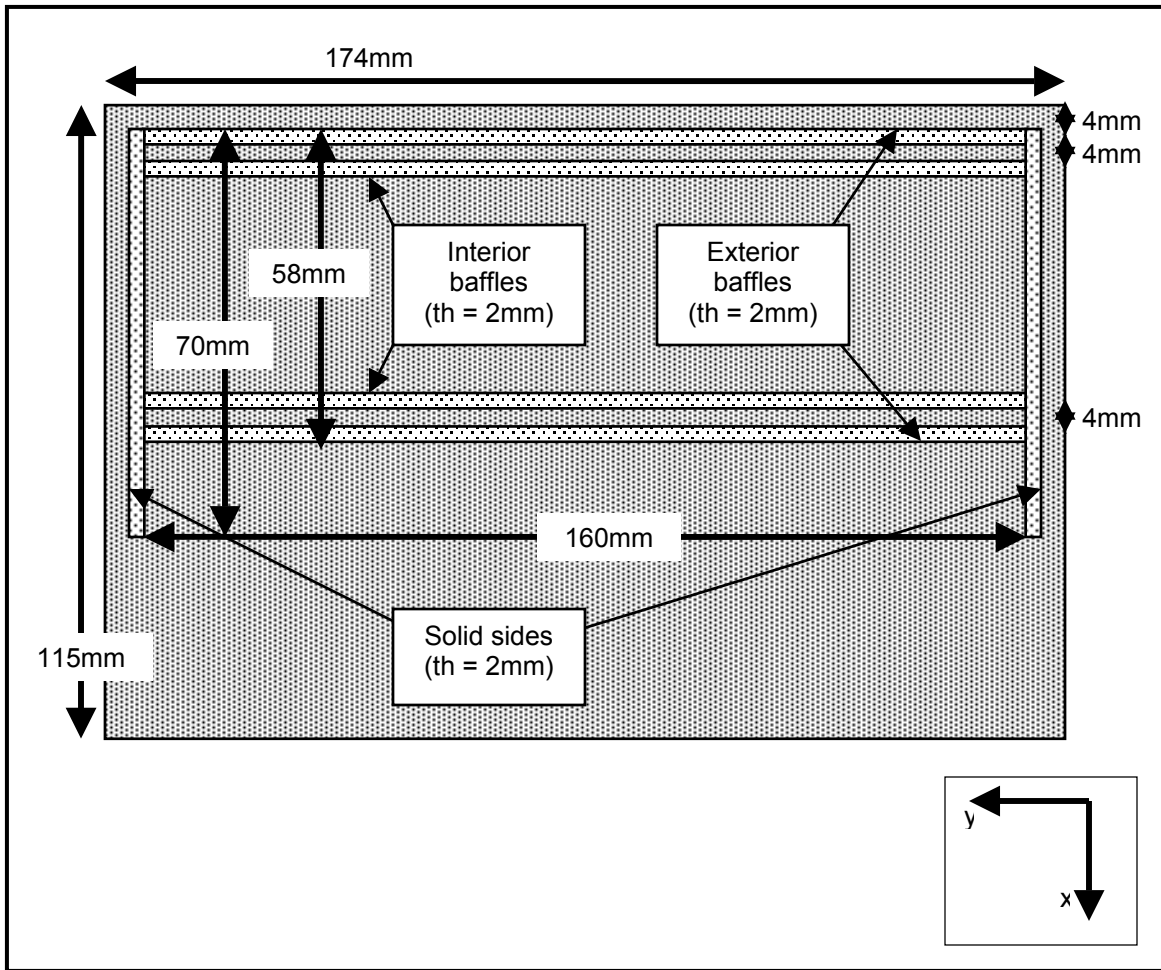 174mm
4mm
4mm
Interior
baffles
(th = 2mm)
Exterior
baffles
(th = 2mm)
58mm
70mm
4mm
160mm
Solid sides
(th = 2mm)
115mm
y
x